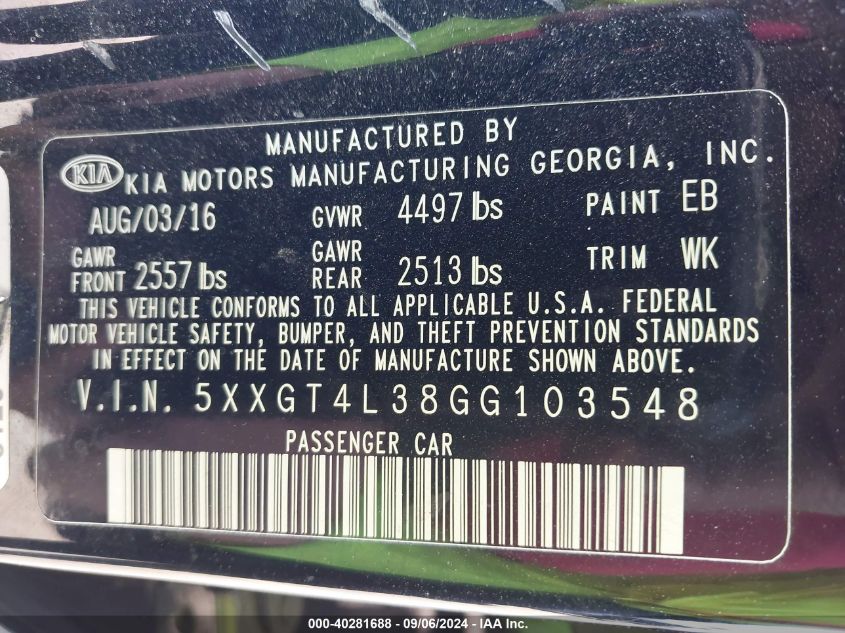 MANUFACTURED BY
KIA KIA MOTORS MANUFACTURING GEORGIA, INC.
AUG/03/16 GVWR 4497 lbs PAINT EB
GAWR FRONT 2557 lbs GAWR REAR 2513 lbs TRIM WK
THIS VEHICLE CONFORMS TO ALL APPLICABLE U.S.A. FEDERAL
MOTOR VEHICLE SAFETY, BUMPER, AND THEFT PREVENTION STANDARDS
IN EFFECT ON THE DATE OF MANUFACTURE SHOWN ABOVE.
V.I.N. 5XXGT4L38GG103548
PASSENGER CAR
000-40281688 - 09/06/2024 - IAA Inc.